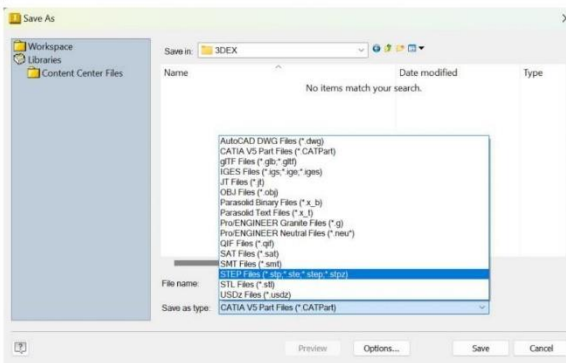 Save As
Workspace
Libraries
Content Center Files
Save in: 3DEX
Name Date modified Type
No items match your search.
AutoCAD DWG Files (*.dwg)
CATIA V5 Part Files (*.CATPart)
glTF Files (*.glb;*.gltf)
IGES Files (*.igs;*.ige;*.iges)
JT Files (*.jt)
OBJ Files (*.obj)
Parasolid Binary Files (*.x_b)
Parasolid Text Files (*.x_t)
Pro/ENGINEER Granite Files (*.g)
Pro/ENGINEER Neutral Files (*.neu*)
QIF Files (*.qif)
SAT Files (*.sat)
SMT Files (*.smt)
STEP Files (*.stp;*.ste;*.step;*.stpz)
File name: STL Files (*.stl)
USDz Files (*.usdz)
Save as type: CATIA V5 Part Files (*.CATPart)
? Preview Options... Save Cancel